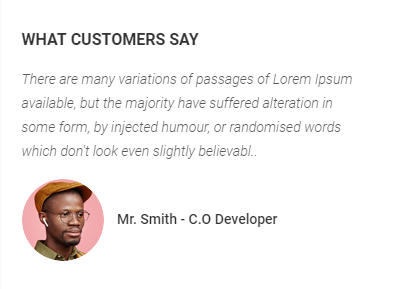 WHAT CUSTOMERS SAY
There are many variations of passages of Lorem Ipsum
available, but the majority have suffered alteration in
some form, by injected humour, or randomised words
which don't look even slightly believabl..
Mr. Smith - C.O Developer